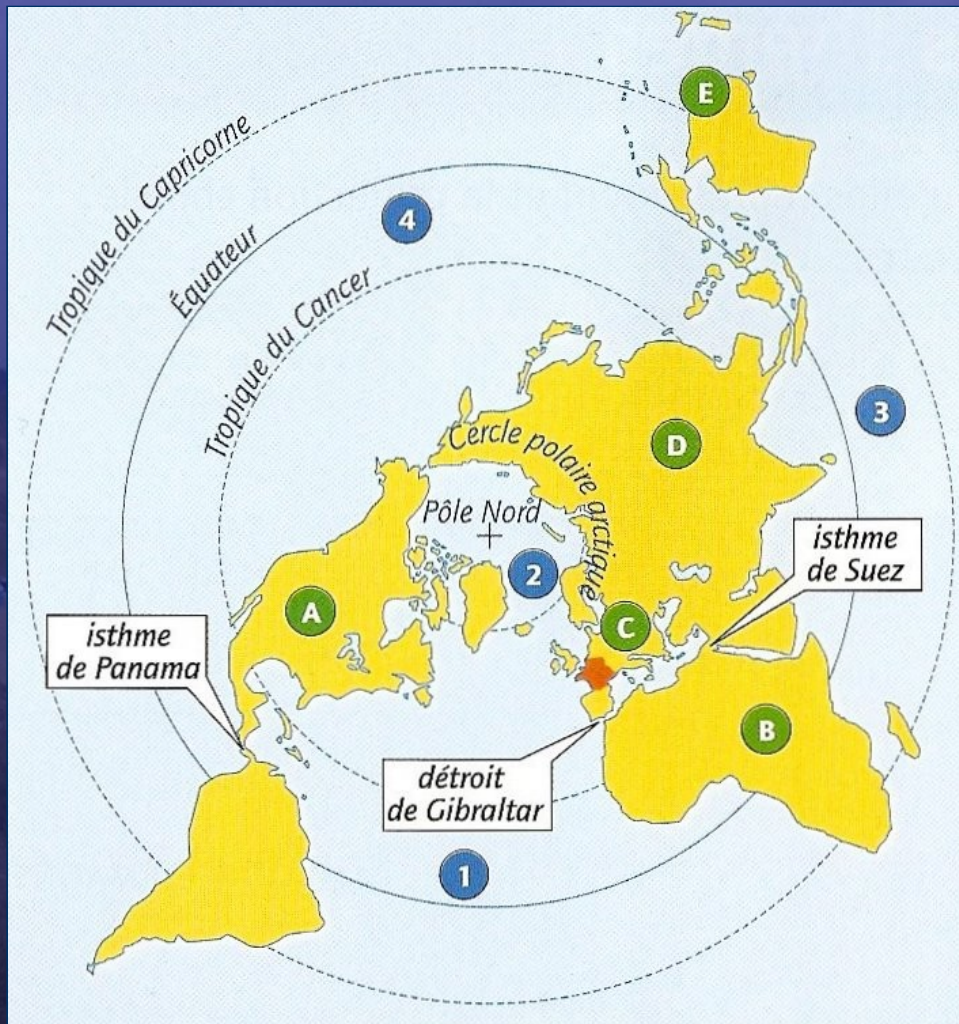 E
Tropique du Capricorne
4
Équateur
Tropique du Cancer
3
D
Cercle polaire arctique
Pôle Nord
2
isthme
de Suez
A
C
isthme
de Panama
B
détroit
de Gibraltar
1